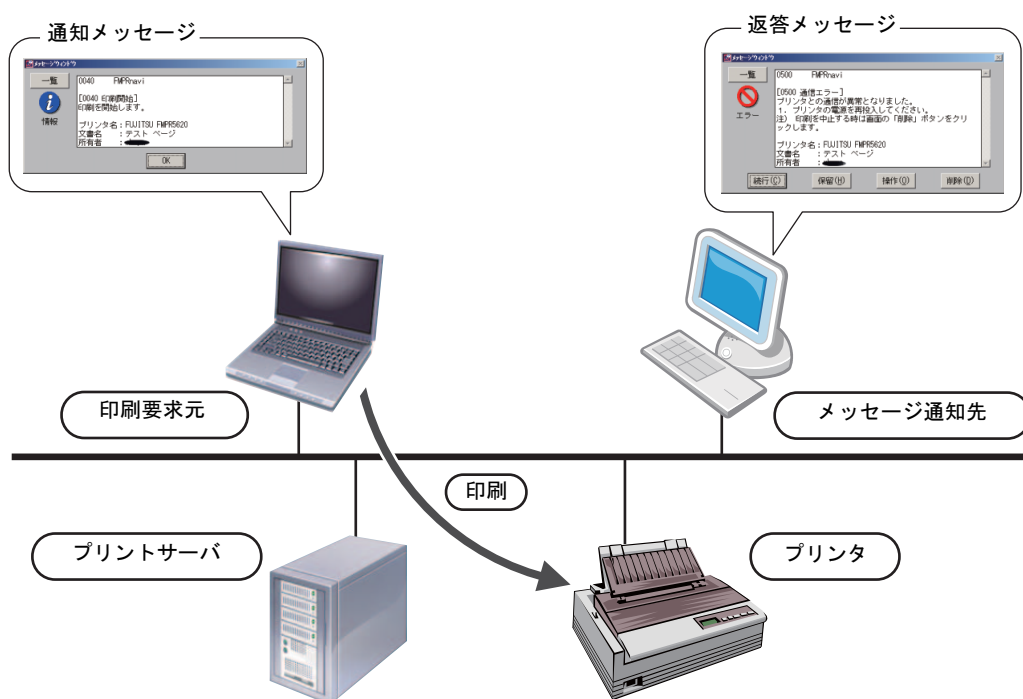 通知メッセージ
メッセージウィンドウ
一覧
情報
0040 FMPRnavi
[0040 印刷開始]
印刷を開始します。
プリンタ名:FUJITSU FMPR5620
文書名 :テスト ページ
所有者 :
OK
返答メッセージ
メッセージウィンドウ
一覧
エラー
0500 FMPRnavi
[0500 通信エラー]
プリンタとの通信が異常となりました。
1. プリンタの電源を再投入してください。
注) 印刷を中止する時は画面の「削除」ボタンをクリ
ックします。
プリンタ名:FUJITSU FMPR5620
文書名 :テスト ページ
所有者 :
続行(C) 保留(H) 操作(O) 削除(D)
印刷要求元
メッセージ通知先
印刷
プリントサーバ
プリンタ